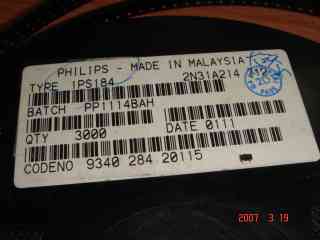 PHILIPS - MADE IN MALAYSIA
TYPE 1PS184 2N31A214
BATCH PP1114BAH
QTY 3000 DATE 0111
CODENO 9340 284 20115
2007 3 19